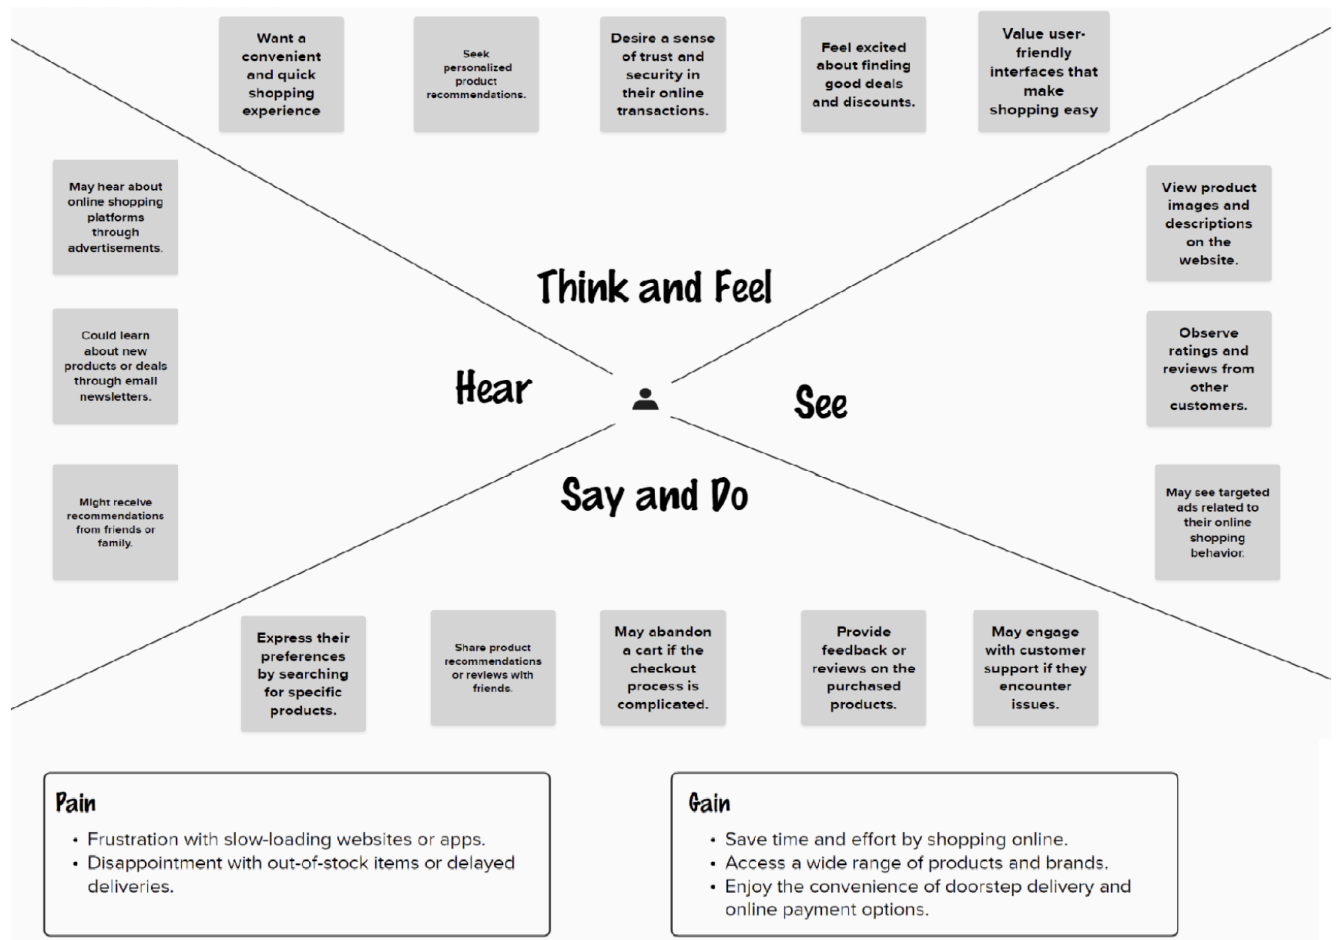 Want a
convenient
and quick
shopping
experience
Seek
personalized
product
recommendations.
Desire a sense
of trust and
security in
their online
transactions.
Feel excited
about finding
good deals
and discounts.
Value user-
friendly
interfaces that
make
shopping easy
May hear about
online shopping
platforms
through
advertisements.
Could learn
about new
products or deals
through email
newsletters.
Might receive
recommendations
from friends or
family.
Think and Feel
Hear
See
Say and Do
View product
images and
descriptions
on the
website.
Observe
ratings and
reviews from
other
customers.
May see targeted
ads related to
their online
shopping
behavior.
Express their
preferences
by searching
for specific
products.
Share product
recommendations
or reviews with
friends.
May abandon
a cart if the
checkout
process is
complicated.
Provide
feedback or
reviews on the
purchased
products.
May engage
with customer
support if they
encounter
issues.
Pain
• Frustration with slow-loading websites or apps.
• Disappointment with out-of-stock items or delayed
deliveries.
Gain
• Save time and effort by shopping online.
• Access a wide range of products and brands.
• Enjoy the convenience of doorstep delivery and
online payment options.